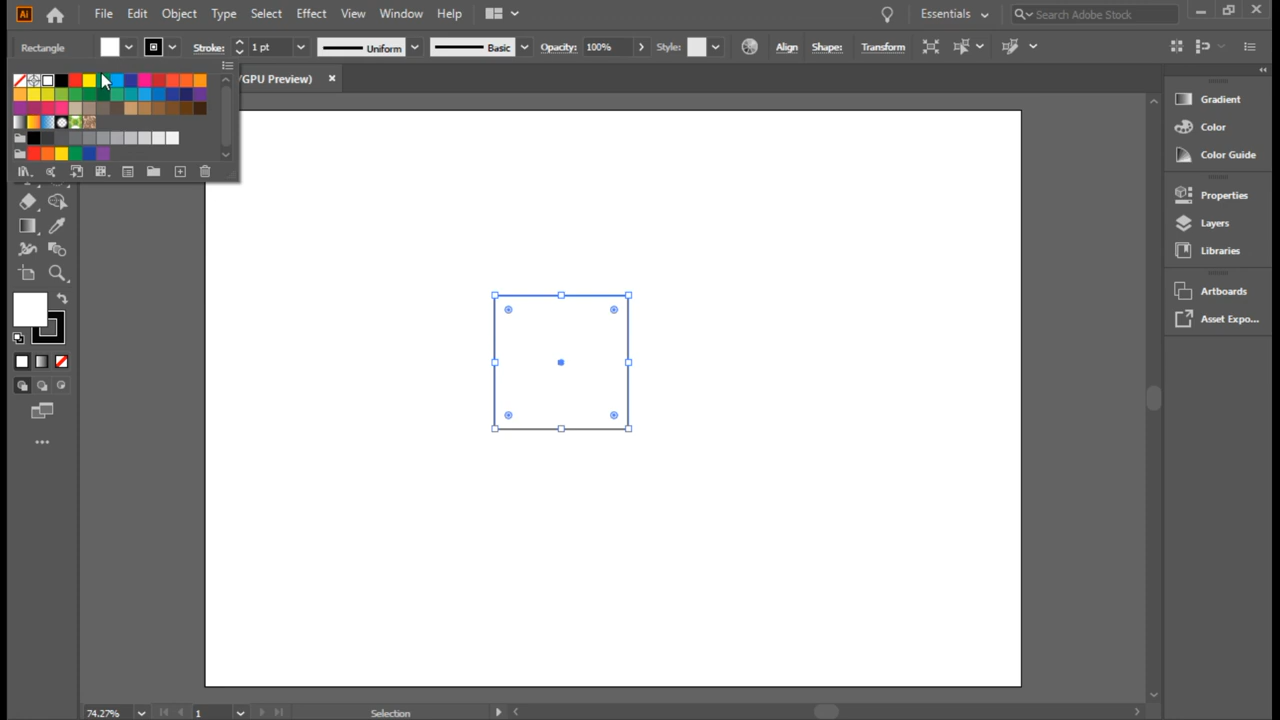 Ai File Edit Object Type Select Effect View Window Help Essentials Search Adobe Stock
Rectangle Stroke: 1 pt Uniform Basic Opacity: 100% Style: Align Shape: Transform
/GPU Preview) ×
Gradient
Color
Color Guide
Properties
Layers
Libraries
Artboards
Asset Expo...
74.27% 1 Selection